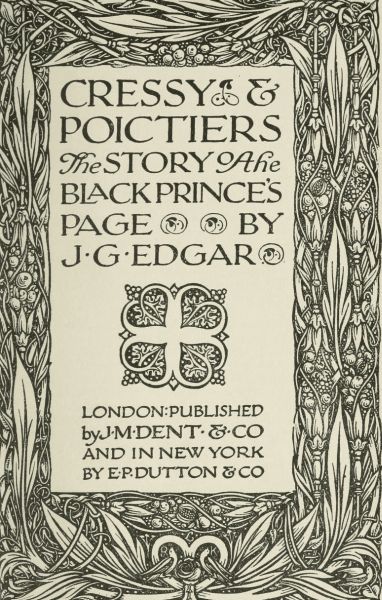 CRESSY &
POICTIERS
The STORY of the
BLACK PRINCE'S
PAGE BY
J·G·EDGAR
LONDON: PUBLISHED
by J·M·DENT·&·CO
AND IN NEW YORK
BY E·P·DUTTON & CO